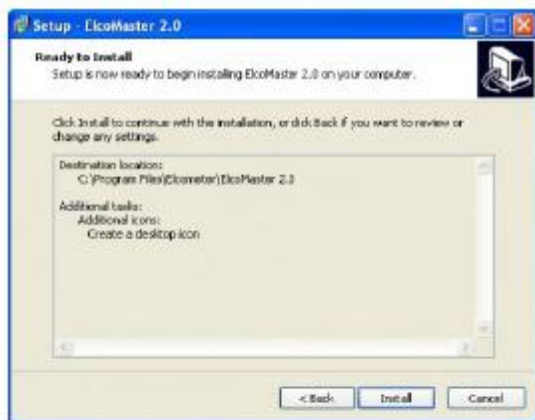 Setup - ElcoMaster 2.0
Ready to Install
Setup is now ready to begin installing ElcoMaster 2.0 on your computer.
Click Install to continue with the installation, or click Back if you want to review or
change any settings.
Destination location:
C:\Program Files\Elcometer\ElcoMaster 2.0
Additional tasks:
Additional icons:
Create a desktop icon
< Back
Install
Cancel